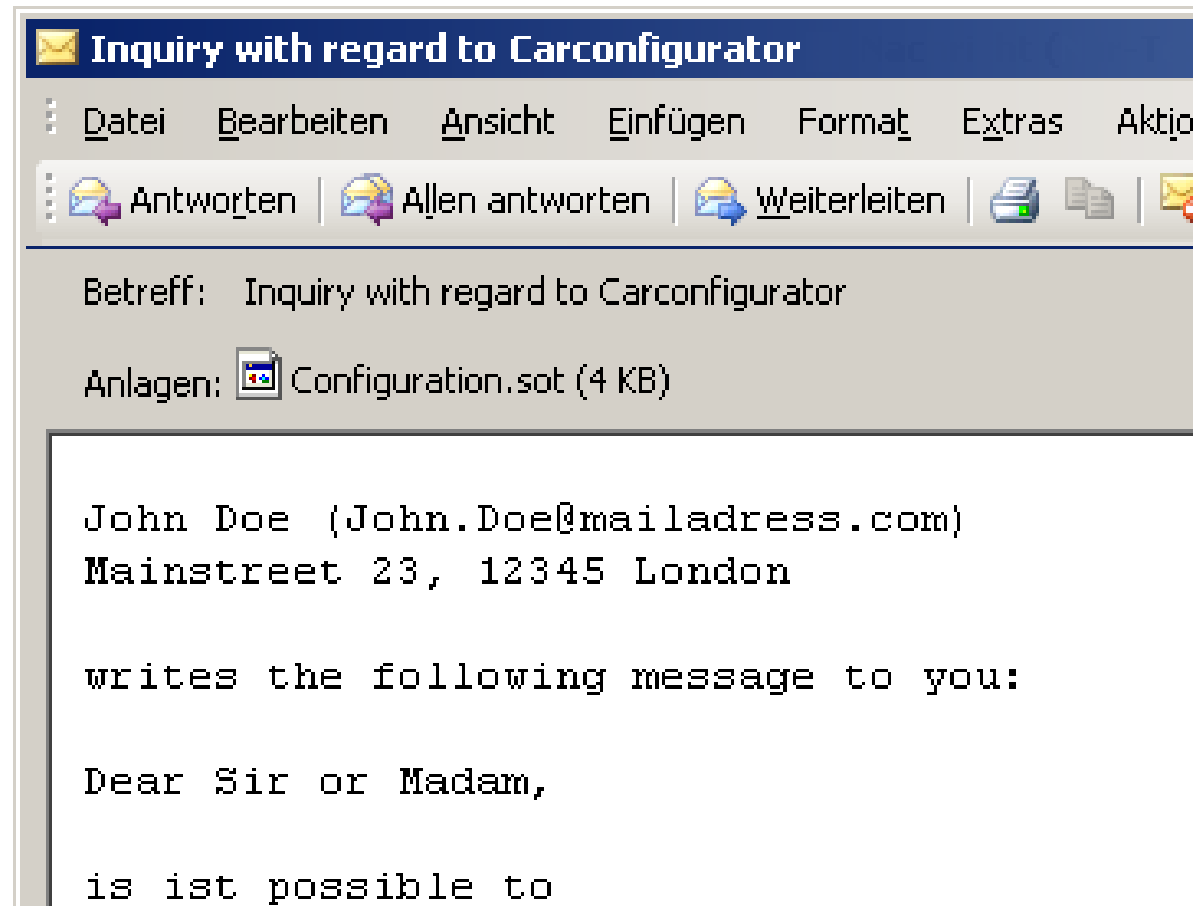 Inquiry with regard to Carconfigurator
Datei Bearbeiten Ansicht Einfügen Format Extras Aktio
Antworten Allen antworten Weiterleiten
Betreff: Inquiry with regard to Carconfigurator
Anlagen: Configuration.sot (4 KB)
John Doe (John.Doe@mailadress.com)
Mainstreet 23, 12345 London
writes the following message to you:
Dear Sir or Madam,
is ist possible to